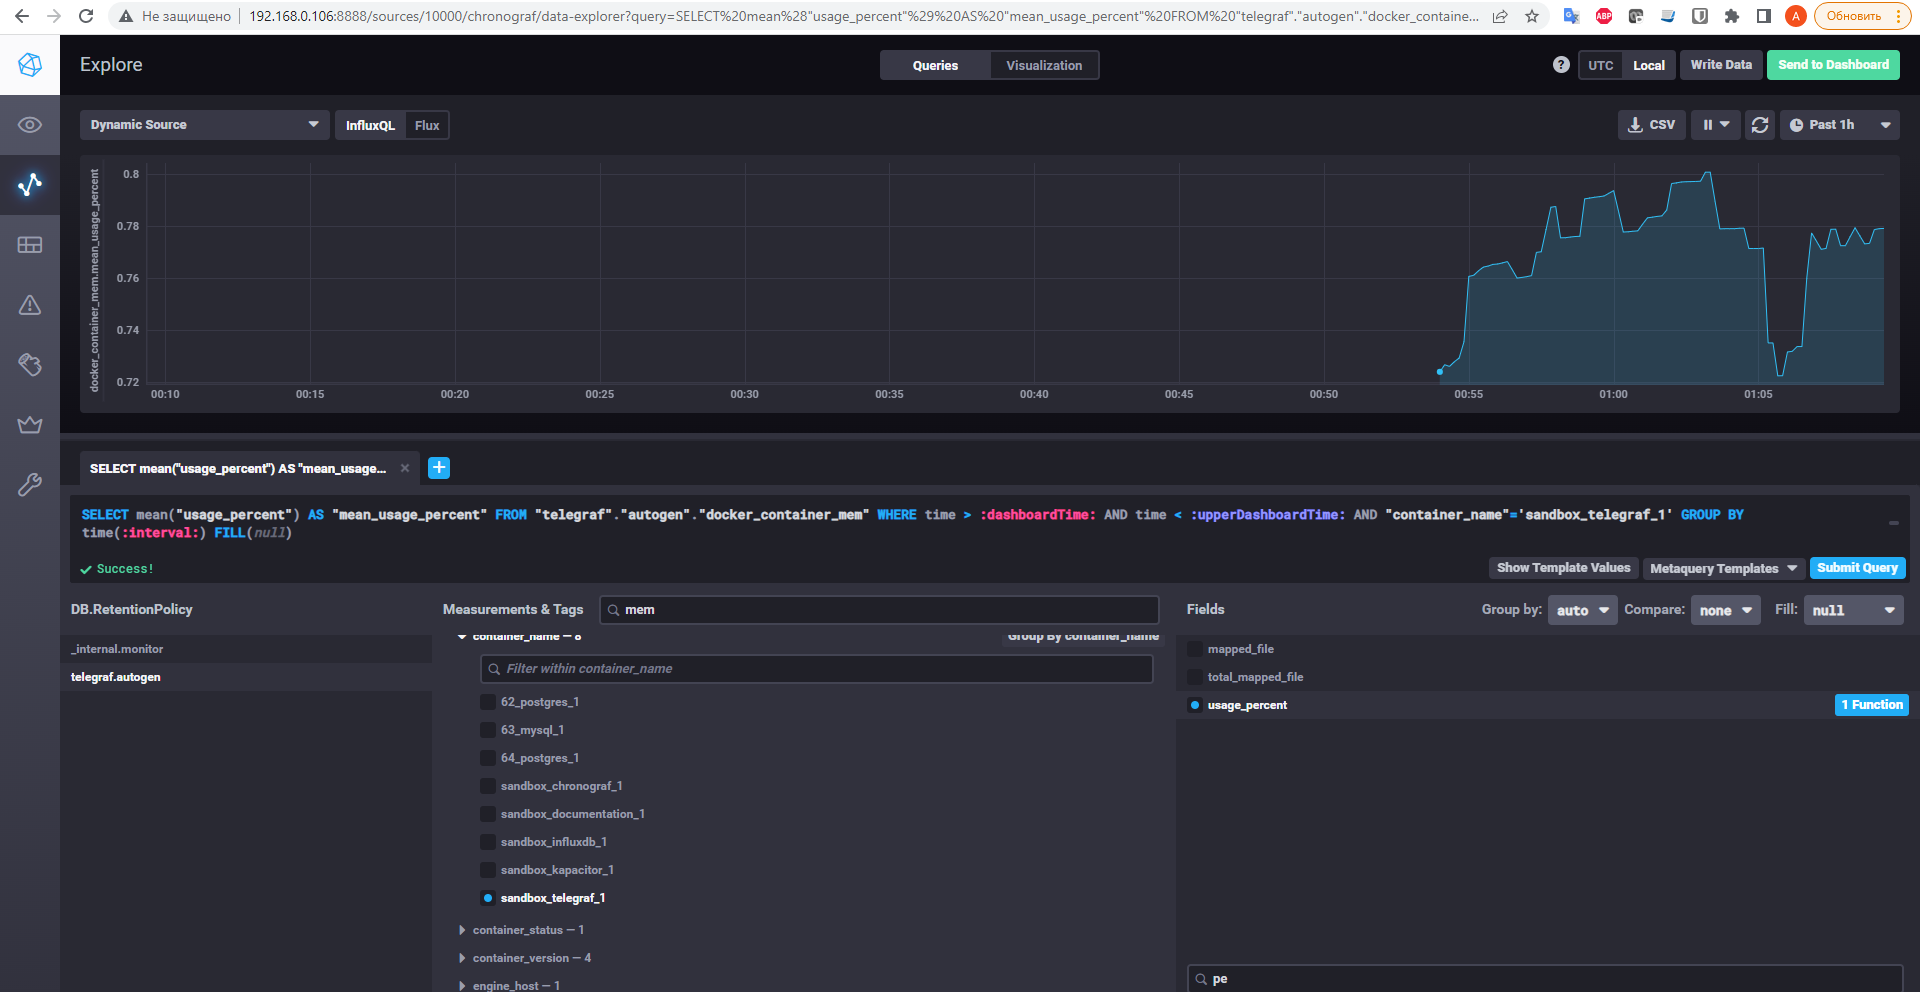 Не защищено
192.168.0.106:8888/sources/10000/chronograf/data-explorer?query=SELECT%20mean%28"usage_percent"%29%20AS%20"mean_usage_percent"%20FROM%20"telegraf"."autogen"."docker_containe...
ABP
A
Обновить
Explore
Queries
Visualization
?
UTC
Local
Write Data
Send to Dashboard
Dynamic Source
InfluxQL
Flux
CSV
Past 1h
docker_container_mem.mean_usage_percent
0.8
0.78
0.76
0.74
0.72
00:10
00:15
00:20
00:25
00:30
00:35
00:40
00:45
00:50
00:55
01:00
01:05
SELECT mean("usage_percent") AS "mean_usage...
SELECT mean("usage_percent") AS "mean_usage_percent" FROM "telegraf"."autogen"."docker_container_mem" WHERE time > :dashboardTime: AND time < :upperDashboardTime: AND "container_name"='sandbox_telegraf_1' GROUP BY
time(:interval:) FILL(null)
Success!
Show Template Values
Metaquery Templates
Submit Query
DB.RetentionPolicy
_internal.monitor
telegraf.autogen
Measurements & Tags
mem
container_name — 8
Group By container_name
Filter within container_name
62_postgres_1
63_mysql_1
64_postgres_1
sandbox_chronograf_1
sandbox_documentation_1
sandbox_influxdb_1
sandbox_kapacitor_1
sandbox_telegraf_1
container_status — 1
container_version — 4
engine_host — 1
Fields
Group by:
auto
Compare:
none
Fill:
null
mapped_file
total_mapped_file
usage_percent
1 Function
pe